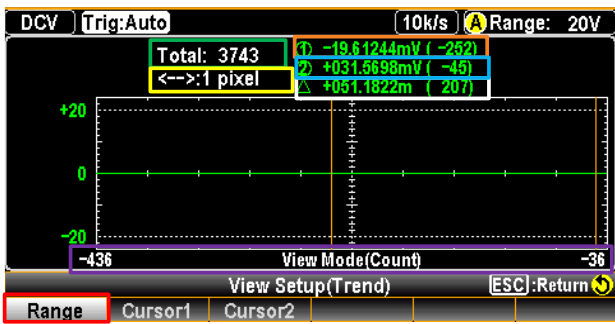 DCV Trig:Auto 10k/s A Range: 20V
Total: 3743
<-->:1 pixel
① -19.61244mV ( -252)
② +031.5698mV ( -45)
△ +051.1822m ( 207)
+20
0
-20
-436 View Mode(Count) -36
View Setup(Trend) ESC :Return
Range Cursor1 Cursor2